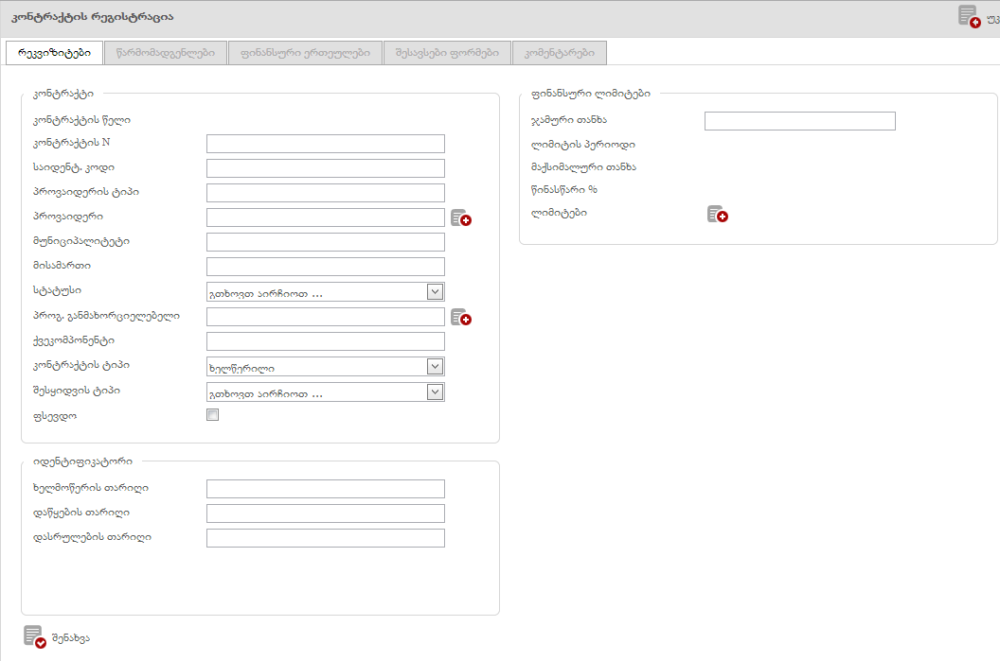 კონტრაქტის რეგისტრაცია
უკ
რეკვიზიტები წარმომადგენლები ფინანსური ერთეულები შესავსები ფორმები კომენტარები
კონტრაქტი
კონტრაქტის წელი
კონტრაქტის N
საიდენტ. კოდი
პროვაიდერის ტიპი
პროვაიდერი
მუნიციპალიტეტი
მისამართი
სტატუსი გთხოვთ აირჩიოთ ...
პროგ. განმახორციელებელი
ქვეკომპონენტი
კონტრაქტის ტიპი ხელწერილი
შესყიდვის ტიპი გთხოვთ აირჩიოთ ...
ფსევდო
იდენტიფიკატორი
ხელმოწერის თარიღი
დაწყების თარიღი
დასრულების თარიღი
შენახვა
ფინანსური ლიმიტები
ჯამური თანხა
ლიმიტის პერიოდი
მაქსიმალური თანხა
წინასწარი %
ლიმიტები